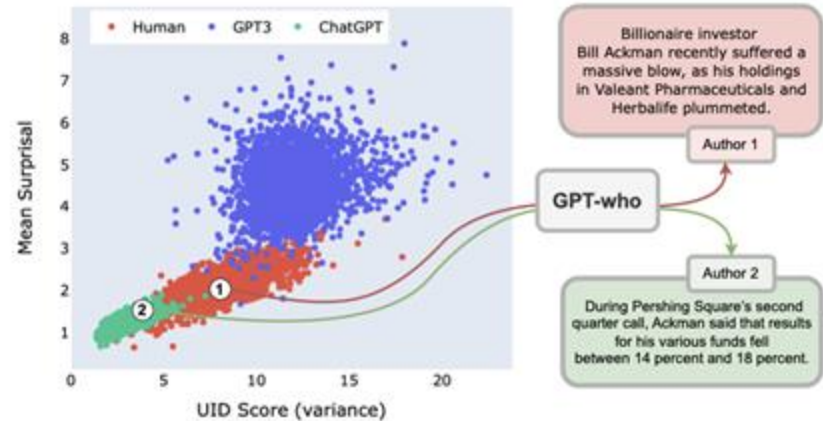 Human GPT3 ChatGPT
8
7
6
5
4
3
2
1
Mean Surprisal
0 5 10 15 20
UID Score (variance)
1
2
GPT-who
Billionaire investor
Bill Ackman recently suffered a
massive blow, as his holdings
in Valeant Pharmaceuticals and
Herbalife plummeted.
Author 1
Author 2
During Pershing Square's second
quarter call, Ackman said that results
for his various funds fell
between 14 percent and 18 percent.